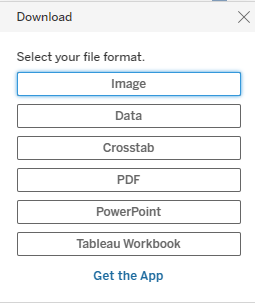 Download
Select your file format.
Image
Data
Crosstab
PDF
PowerPoint
Tableau Workbook
Get the App